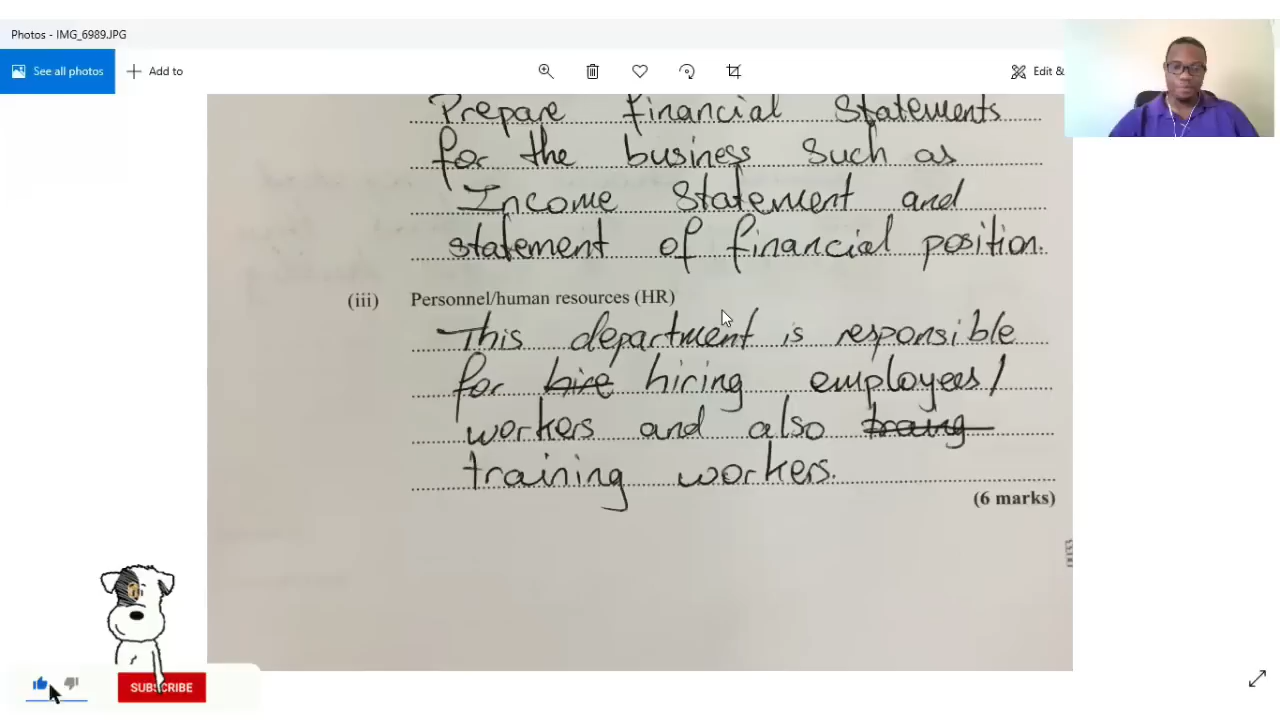 Photos - IMG_6989.JPG
See all photos
Add to
Edit &
Prepare financial Statements
for the business such as
Income Statement and
statement of financial position.
(iii) Personnel/human resources (HR)
This department is responsible
for hire hiring employees/
workers and also traing
training workers.
(6 marks)
SUBSCRIBE